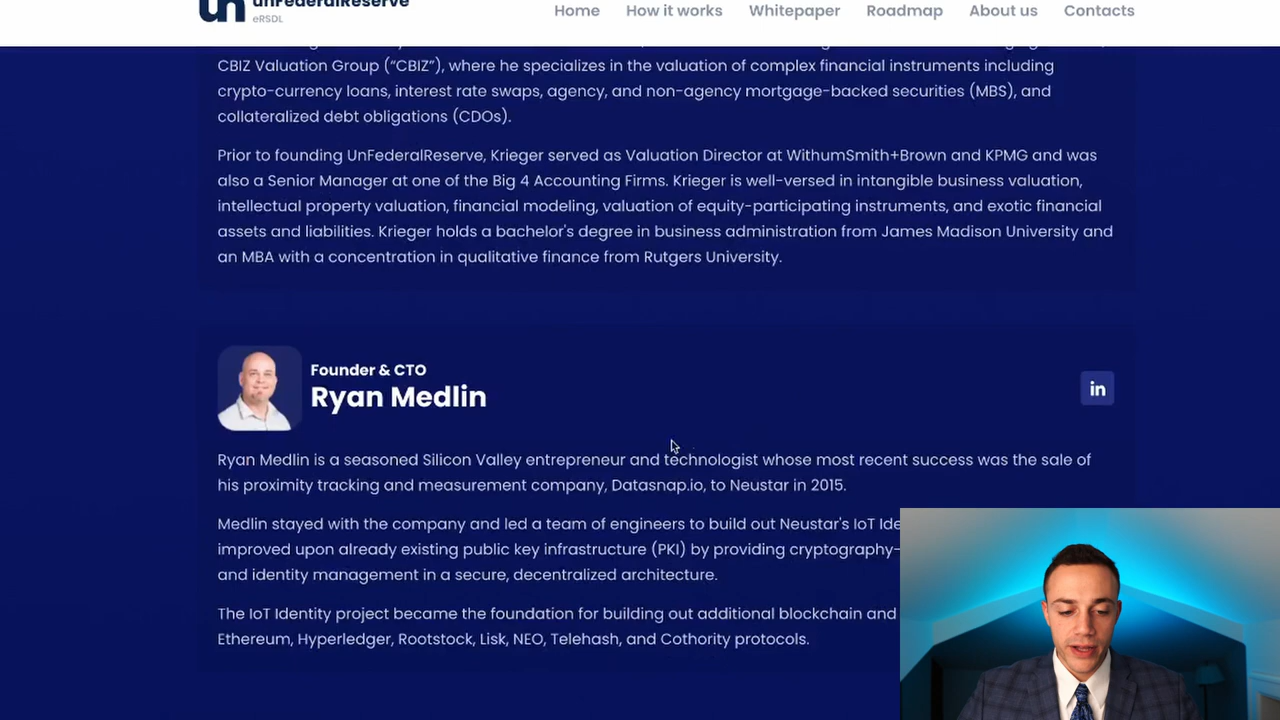 unFederalReserve
eRSDL
Home How it works Whitepaper Roadmap About us Contacts
CBIZ Valuation Group (“CBIZ”), where he specializes in the valuation of complex financial instruments including
crypto-currency loans, interest rate swaps, agency, and non-agency mortgage-backed securities (MBS), and
collateralized debt obligations (CDOs).
Prior to founding UnFederalReserve, Krieger served as Valuation Director at WithumSmith+Brown and KPMG and was
also a Senior Manager at one of the Big 4 Accounting Firms. Krieger is well-versed in intangible business valuation,
intellectual property valuation, financial modeling, valuation of equity-participating instruments, and exotic financial
assets and liabilities. Krieger holds a bachelor's degree in business administration from James Madison University and
an MBA with a concentration in qualitative finance from Rutgers University.
Founder & CTO
Ryan Medlin
in
Ryan Medlin is a seasoned Silicon Valley entrepreneur and technologist whose most recent success was the sale of
his proximity tracking and measurement company, Datasnap.io, to Neustar in 2015.
Medlin stayed with the company and led a team of engineers to build out Neustar's IoT
improved upon already existing public key infrastructure (PKI) by providing cryptography-
and identity management in a secure, decentralized architecture.
The IoT Identity project became the foundation for building out additional blockchain and
Ethereum, Hyperledger, Rootstock, Lisk, NEO, Telehash, and Cothority protocols.